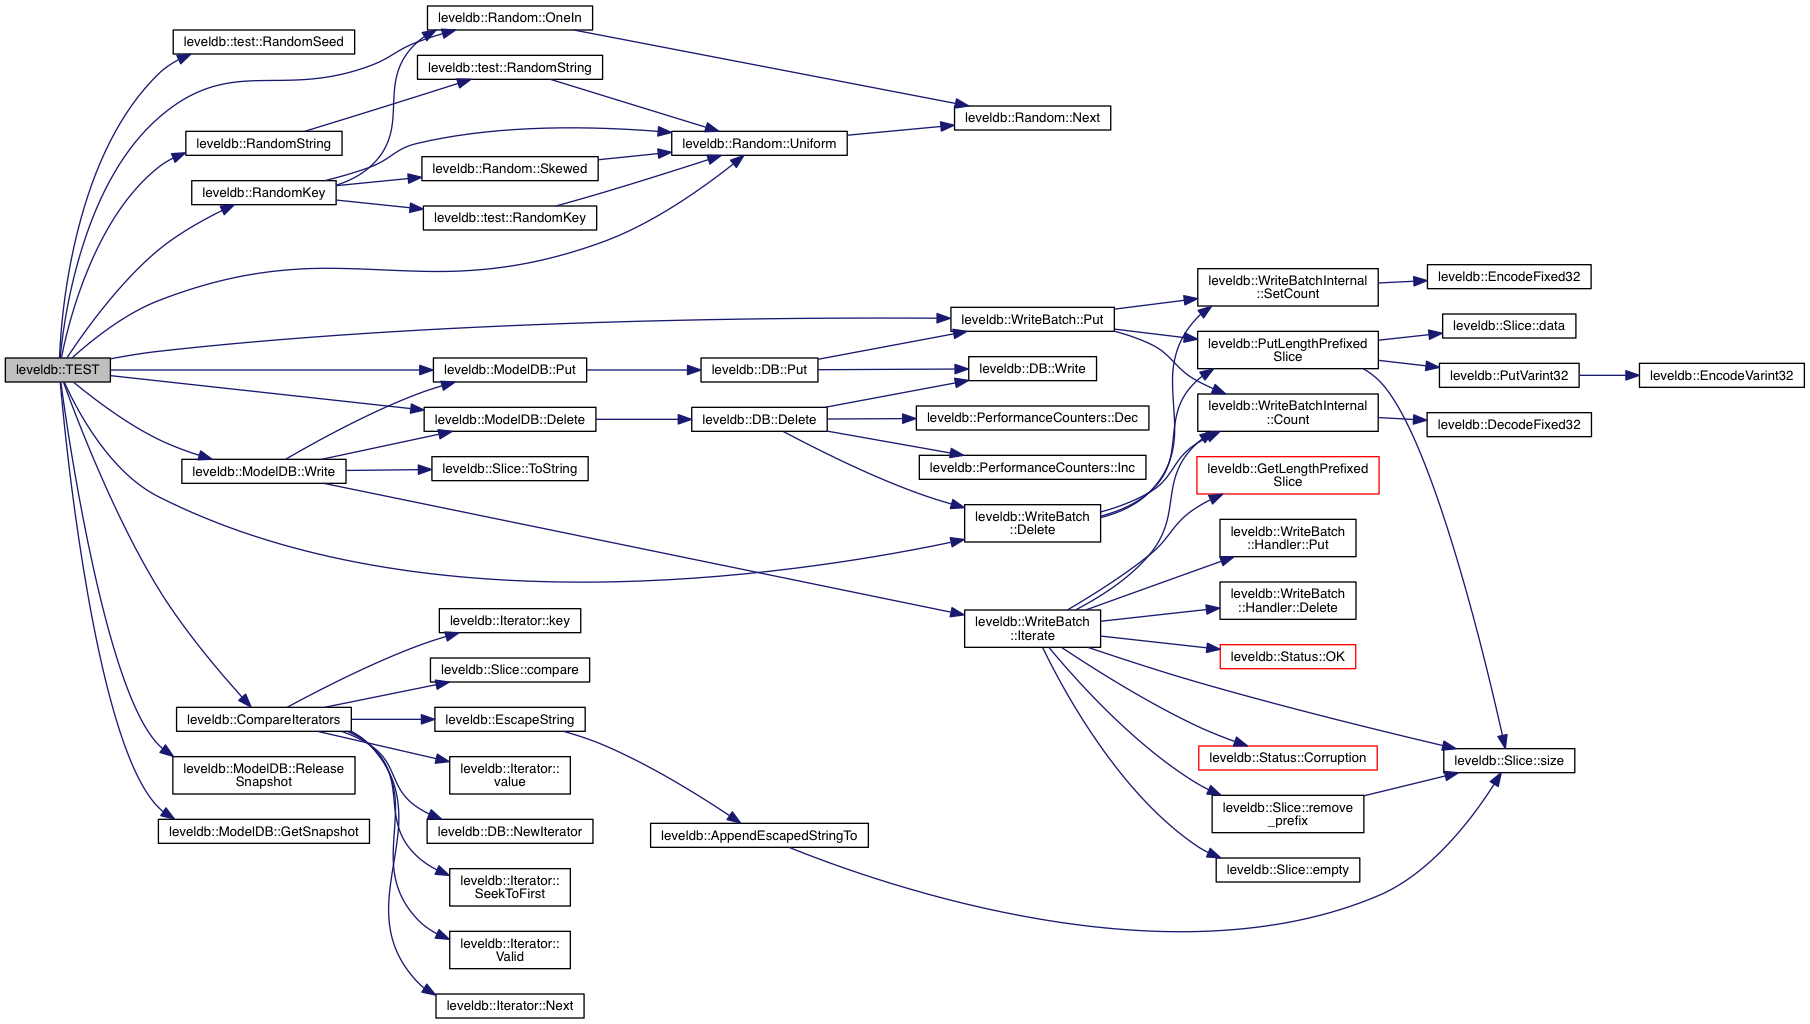 leveldb::TEST
leveldb::test::RandomSeed
leveldb::RandomString
leveldb::RandomKey
leveldb::ModelDB::Write
leveldb::CompareIterators
leveldb::ModelDB::Release
Snapshot
leveldb::ModelDB::GetSnapshot
leveldb::Random::OneIn
leveldb::test::RandomString
leveldb::Random::Skewed
leveldb::test::RandomKey
leveldb::ModelDB::Put
leveldb::ModelDB::Delete
leveldb::Slice::ToString
leveldb::Iterator::key
leveldb::Slice::compare
leveldb::EscapeString
leveldb::Iterator::
value
leveldb::DB::NewIterator
leveldb::Iterator::
SeekToFirst
leveldb::Iterator::
Valid
leveldb::Iterator::Next
leveldb::Random::Uniform
leveldb::DB::Put
leveldb::DB::Delete
leveldb::AppendEscapedStringTo
leveldb::Random::Next
leveldb::WriteBatch::Put
leveldb::DB::Write
leveldb::PerformanceCounters::Dec
leveldb::PerformanceCounters::Inc
leveldb::WriteBatch
::Delete
leveldb::WriteBatch
::Iterate
leveldb::WriteBatchInternal
::SetCount
leveldb::PutLengthPrefixed
Slice
leveldb::WriteBatchInternal
::Count
leveldb::GetLengthPrefixed
Slice
leveldb::WriteBatch
::Handler::Put
leveldb::WriteBatch
::Handler::Delete
leveldb::Status::OK
leveldb::Status::Corruption
leveldb::Slice::remove
_prefix
leveldb::Slice::empty
leveldb::EncodeFixed32
leveldb::Slice::data
leveldb::PutVarint32
leveldb::DecodeFixed32
leveldb::Slice::size
leveldb::EncodeVarint32